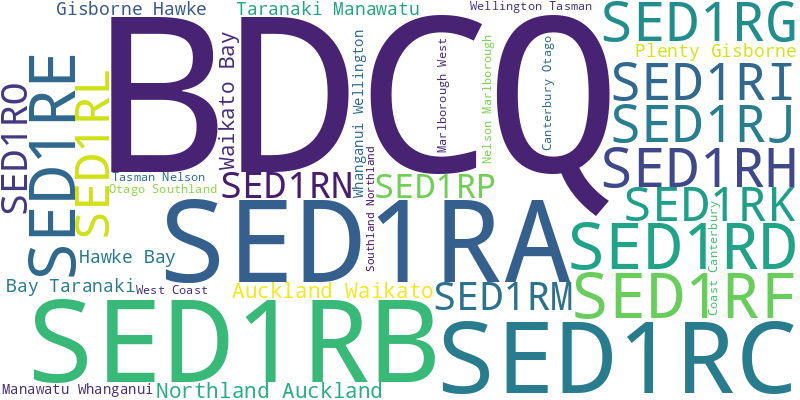 Gisborne Hawke
Taranaki Manawatu
Wellington Tasman
SED1RG
BDCQ
Plenty Gisborne
SED1RI
SED1RJ
SED1RH
SED1RK
SED1RD
SED1RF
SED1RO
SED1RE
SED1RL
Waikato Bay
Whanganui Wellington
Marlborough West
Nelson Marlborough
Canterbury Otago
Tasman Nelson
Otago Southland
SED1RN
SED1RP
Southland Northland
SED1RA
Coast Canterbury
Hawke Bay
Bay Taranaki
West Coast
Auckland Waikato
SED1RM
SED1RB
SED1RC
Manawatu Whanganui
Northland Auckland